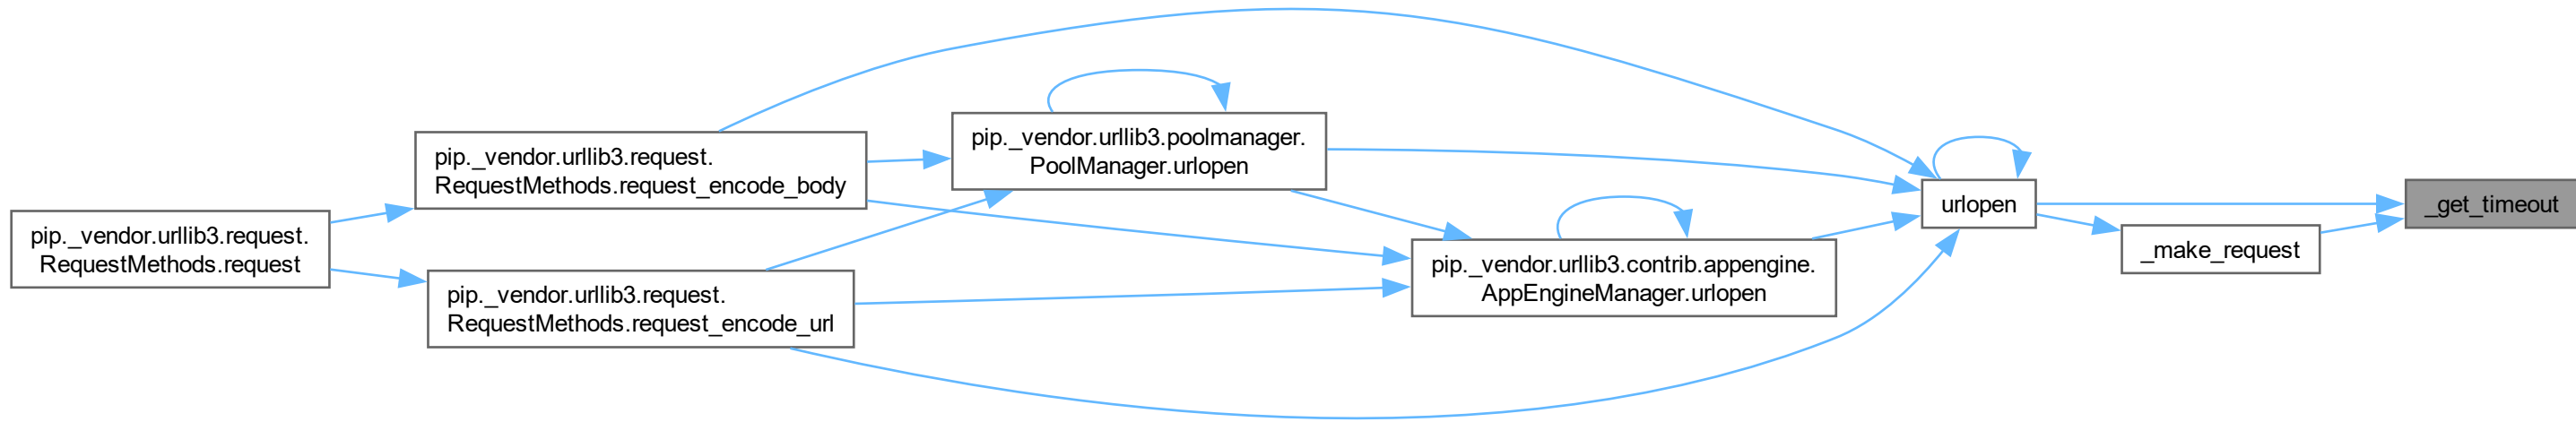 pip._vendor.urllib3.request.
RequestMethods.request
pip._vendor.urllib3.request.
RequestMethods.request_encode_body
pip._vendor.urllib3.request.
RequestMethods.request_encode_url
pip._vendor.urllib3.poolmanager.
PoolManager.urlopen
pip._vendor.urllib3.contrib.appengine.
AppEngineManager.urlopen
urlopen
_make_request
_get_timeout